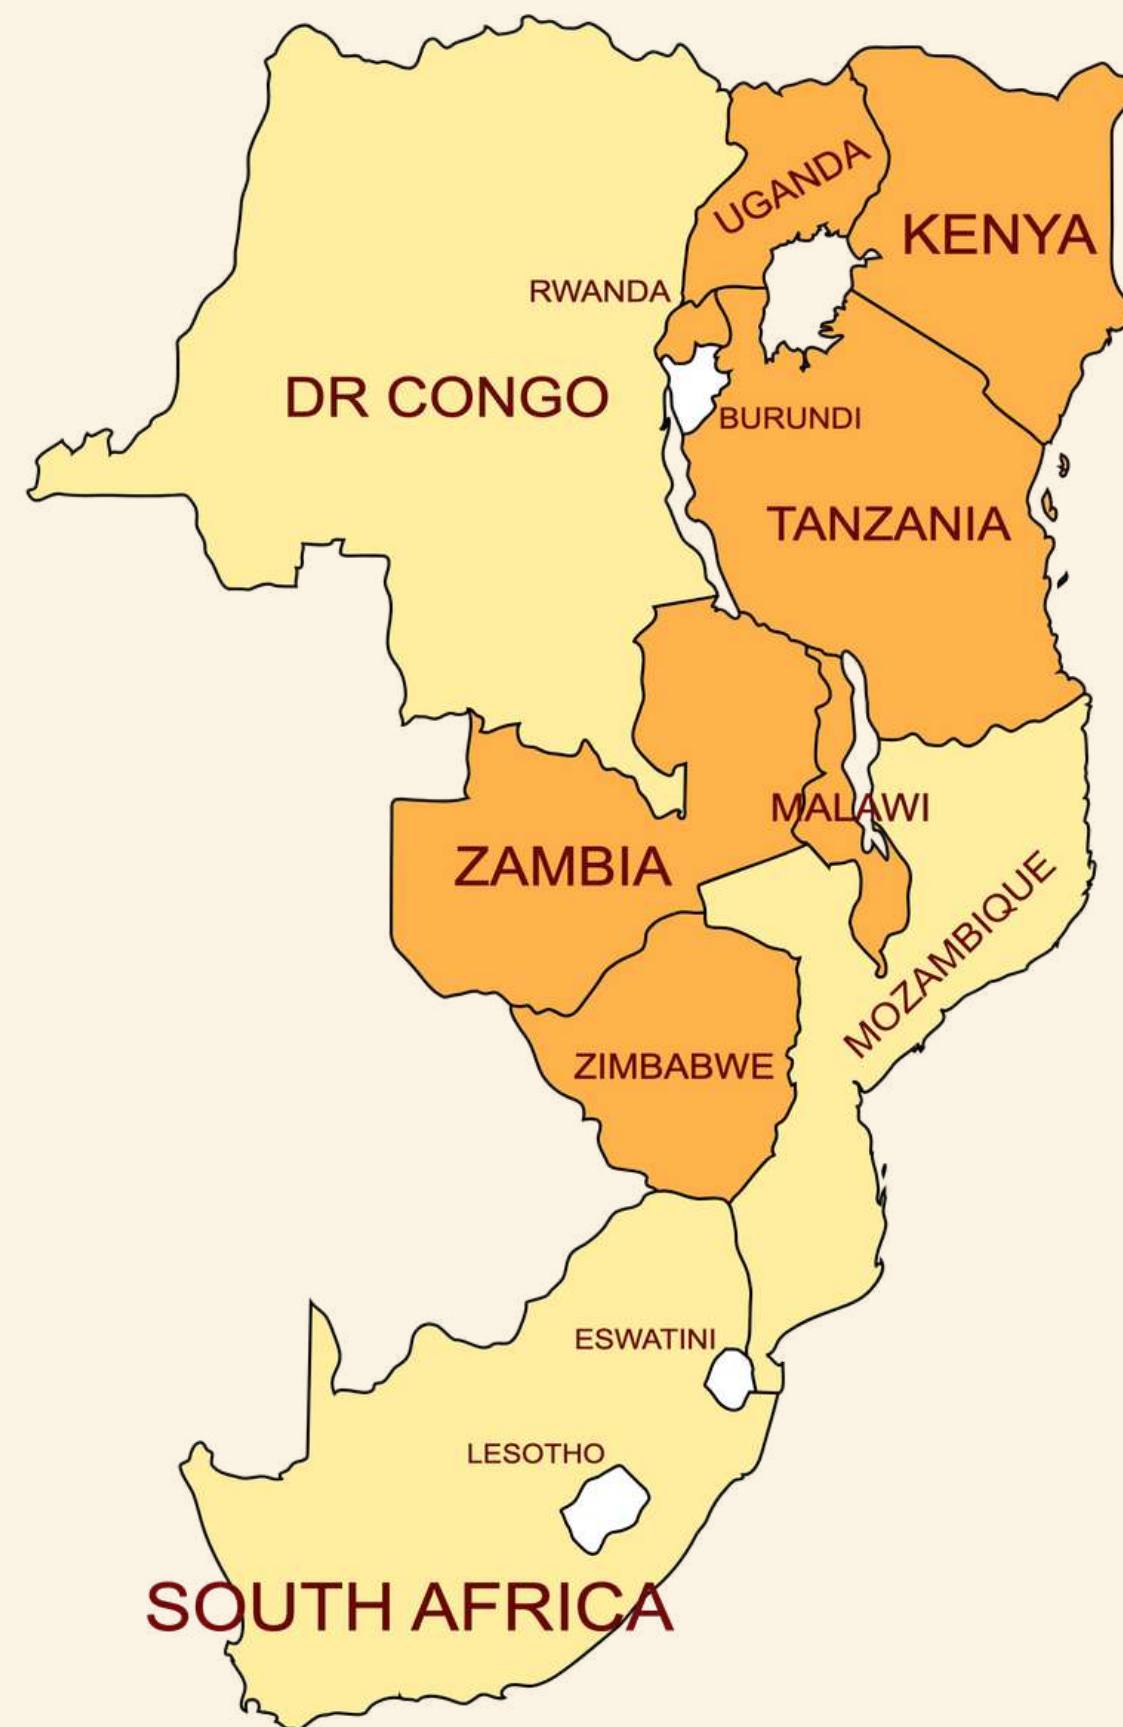 UGANDA
KENYA
RWANDA
DR CONGO
BURUNDI
TANZANIA
MALAWI
ZAMBIA
MOZAMBIQUE
ZIMBABWE
ESWATINI
LESOTHO
SOUTH AFRICA